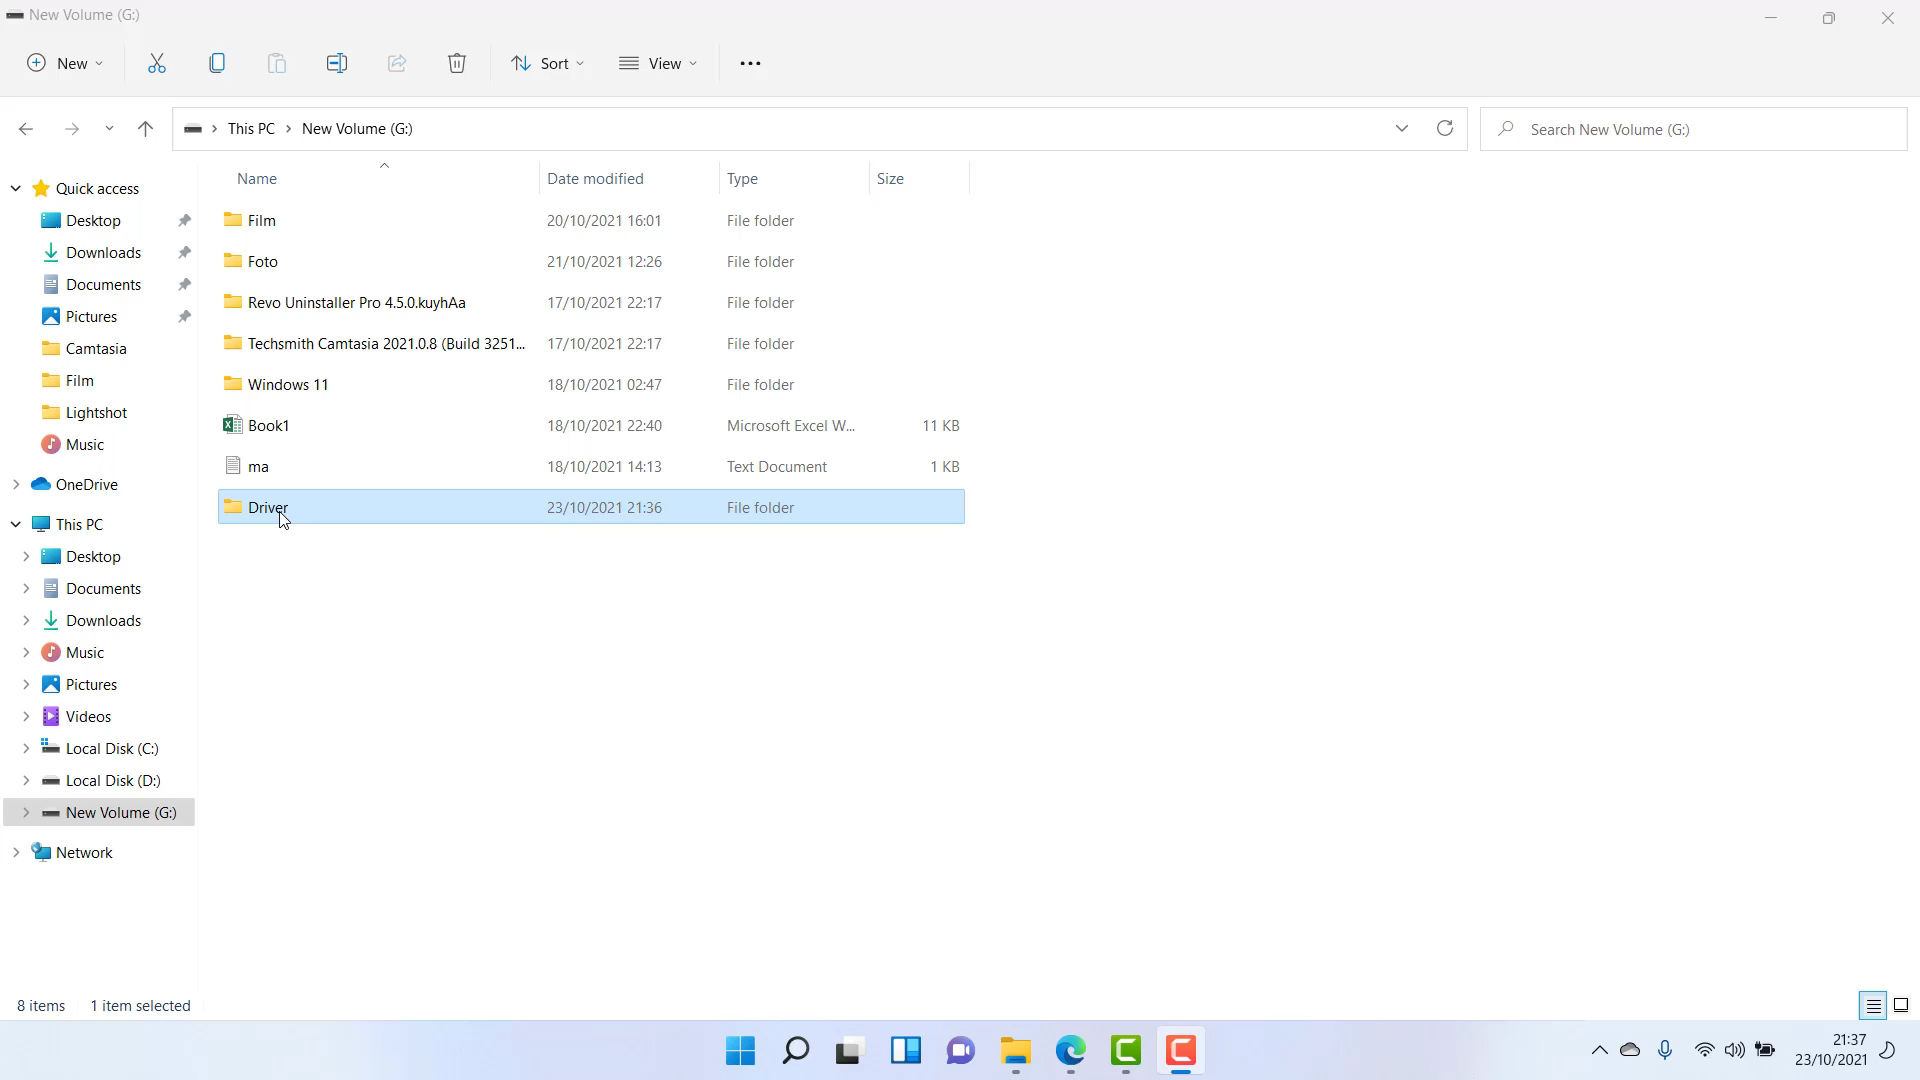 New Volume (G:)
New
Sort
View
This PC
New Volume (G:)
Search New Volume (G:)
Name Date modified Type Size
Film 20/10/2021 16:01 File folder
Foto 21/10/2021 12:26 File folder
Revo Uninstaller Pro 4.5.0.kuyhAa 17/10/2021 22:17 File folder
Techsmith Camtasia 2021.0.8 (Build 3251... 17/10/2021 22:17 File folder
Windows 11 18/10/2021 02:47 File folder
Book1 18/10/2021 22:40 Microsoft Excel W... 11 KB
ma 18/10/2021 14:13 Text Document 1 KB
Driver 23/10/2021 21:36 File folder
Quick access
Desktop
Downloads
Documents
Pictures
Camtasia
Film
Lightshot
Music
OneDrive
This PC
Desktop
Documents
Downloads
Music
Pictures
Videos
Local Disk (C:)
Local Disk (D:)
New Volume (G:)
Network
8 items 1 item selected
21:37
23/10/2021